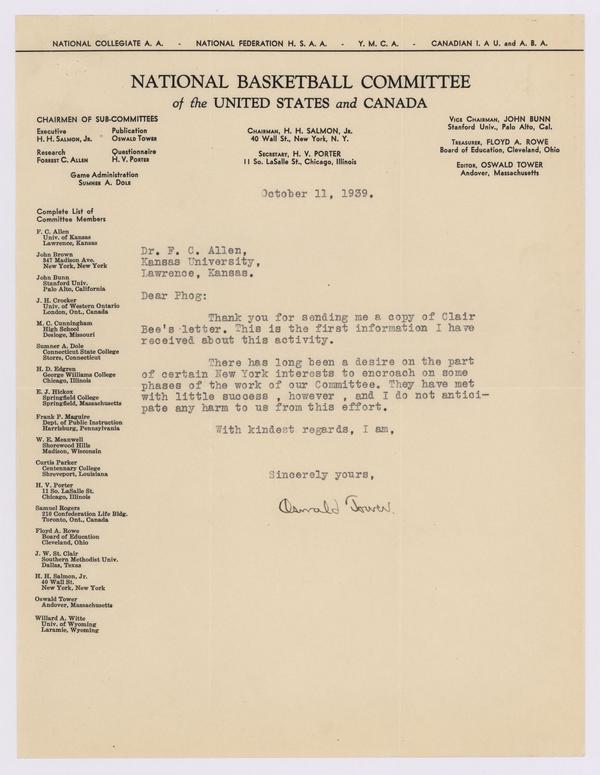 NATIONAL COLLEGIATE A. A. - NATIONAL FEDERATION H. S. A. A. - Y. M. C. A. - CANADIAN I. A U. and A. B. A.
NATIONAL BASKETBALL COMMITTEE
of the UNITED STATES and CANADA
CHAIRMEN OF SUB-COMMITTEES
Executive
H. H. SALMON, JR.
Publication
OSWALD TOWER
Research
FORREST C. ALLEN
Questionnaire
H. V. PORTER
Game Administration
SUMNER A. DOLE
CHAIRMAN, H. H. SALMON, JR.
40 Wall St., New York, N. Y.
SECRETARY, H. V. PORTER
11 So. LaSalle St., Chicago, Illinois
VICE CHAIRMAN, JOHN BUNN
Stanford Univ., Palo Alto, Cal.
TREASURER, FLOYD A. ROWE
Board of Education, Cleveland, Ohio
EDITOR, OSWALD TOWER
Andover, Massachusetts
October 11, 1939.
Complete List of
Committee Members
F. C. Allen
Univ. of Kansas
Lawrence, Kansas
John Brown
347 Madison Ave.
New York, New York
John Bunn
Stanford Univ.
Palo Alto, California
J. H. Crocker
Univ. of Western Ontario
London, Ont., Canada
M. C. Cunningham
High School
Desloge, Missouri
Sumner A. Dole
Connecticut State College
Storrs, Connecticut
H. D. Edgren
George Williams College
Chicago, Illinois
E. J. Hickox
Springfield College
Springfield, Massachusetts
Frank P. Maguire
Dept. of Public Instruction
Harrisburg, Pennsylvania
W. E. Meanwell
Shorewood Hills
Madison, Wisconsin
Curtis Parker
Centenary College
Shreveport, Louisiana
H. V. Porter
11 So. LaSalle St.
Chicago, Illinois
Samuel Rogers
210 Confederation Life Bldg.
Toronto, Ont., Canada
Floyd A. Rowe
Board of Education
Cleveland, Ohio
J. W. St. Clair
Southern Methodist Univ.
Dallas, Texas
H. H. Salmon, Jr.
40 Wall St.
New York, New York
Oswald Tower
Andover, Massachusetts
Willard A. Witte
Univ. of Wyoming
Laramie, Wyoming
Dr. F. C. Allen,
Kansas University,
Lawrence, Kansas.
Dear Phog:
Thank you for sending me a copy of Clair
Bee's letter. This is the first information I have
received about this activity.
There has long been a desire on the part
of certain New York interests to encroach on some
phases of the work of our Committee. They have met
with little success , however , and I do not antici-
pate any harm to us from this effort.
With kindest regards, I am,
Sincerely yours,
Oswald Tower.